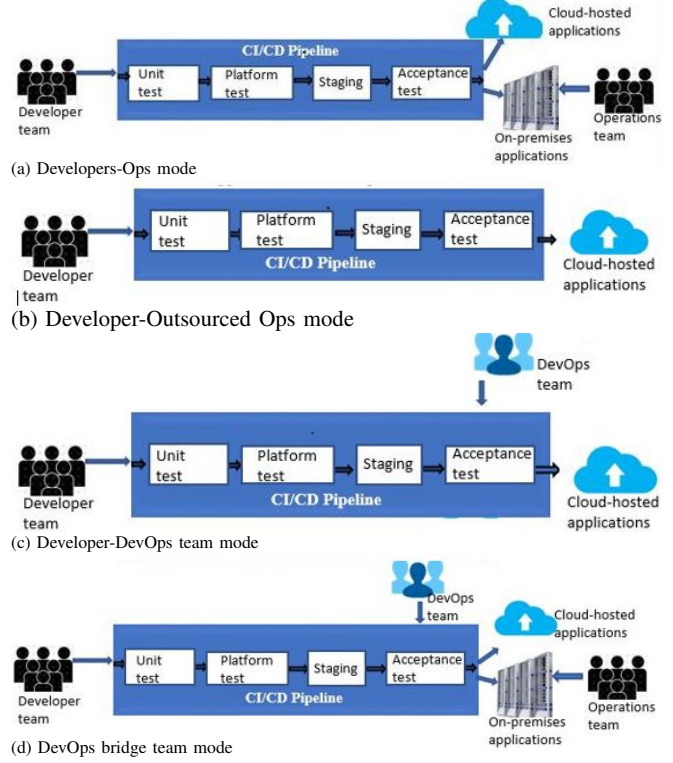 Cloud-hosted
applications
CI/CD Pipeline
Unit
test
Platform
test
Staging
Acceptance
test
Developer
team
On-premises
applications
Operations
team
(a) Developers-Ops mode
Unit
test
Platform
test
Staging
Acceptance
test
CI/CD Pipeline
Developer
team
Cloud-hosted
applications
(b) Developer-Outsourced Ops mode
DevOps
team
Unit
test
Platform
test
Staging
Acceptance
test
CI/CD Pipeline
Developer
team
Cloud-hosted
applications
(c) Developer-DevOps team mode
DevOps
team
Cloud-hosted
applications
Unit
test
Platform
test
Staging
Acceptance
test
CI/CD Pipeline
Developer
team
On-premises
applications
Operations
team
(d) DevOps bridge team mode